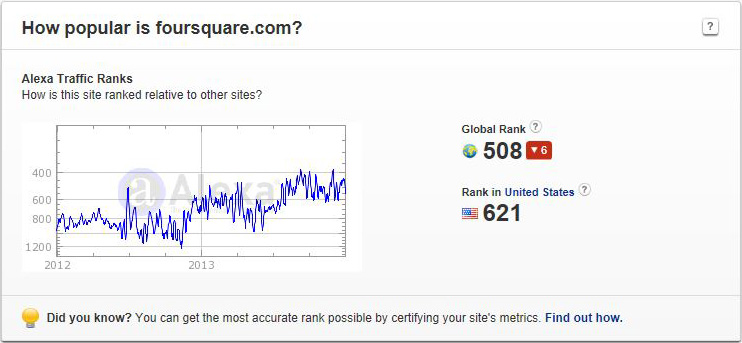 How popular is foursquare.com?
?
Alexa Traffic Ranks
How is this site ranked relative to other sites?
Alexa
400
600
800
1200
2012
2013
Global Rank ?
508 ▼6
Rank in United States ?
621
Did you know? You can get the most accurate rank possible by certifying your site's metrics. Find out how.